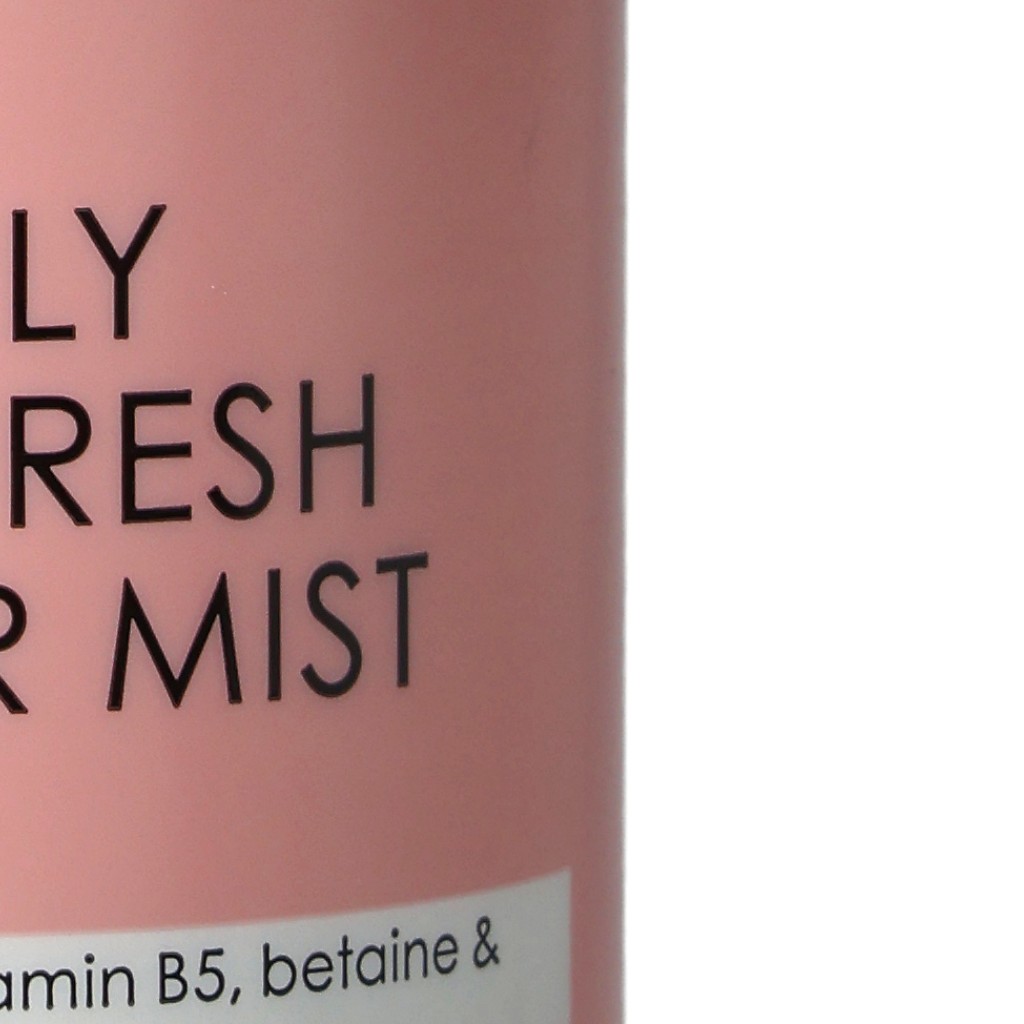 LY
RESH
R MIST
amin B5, betaine &